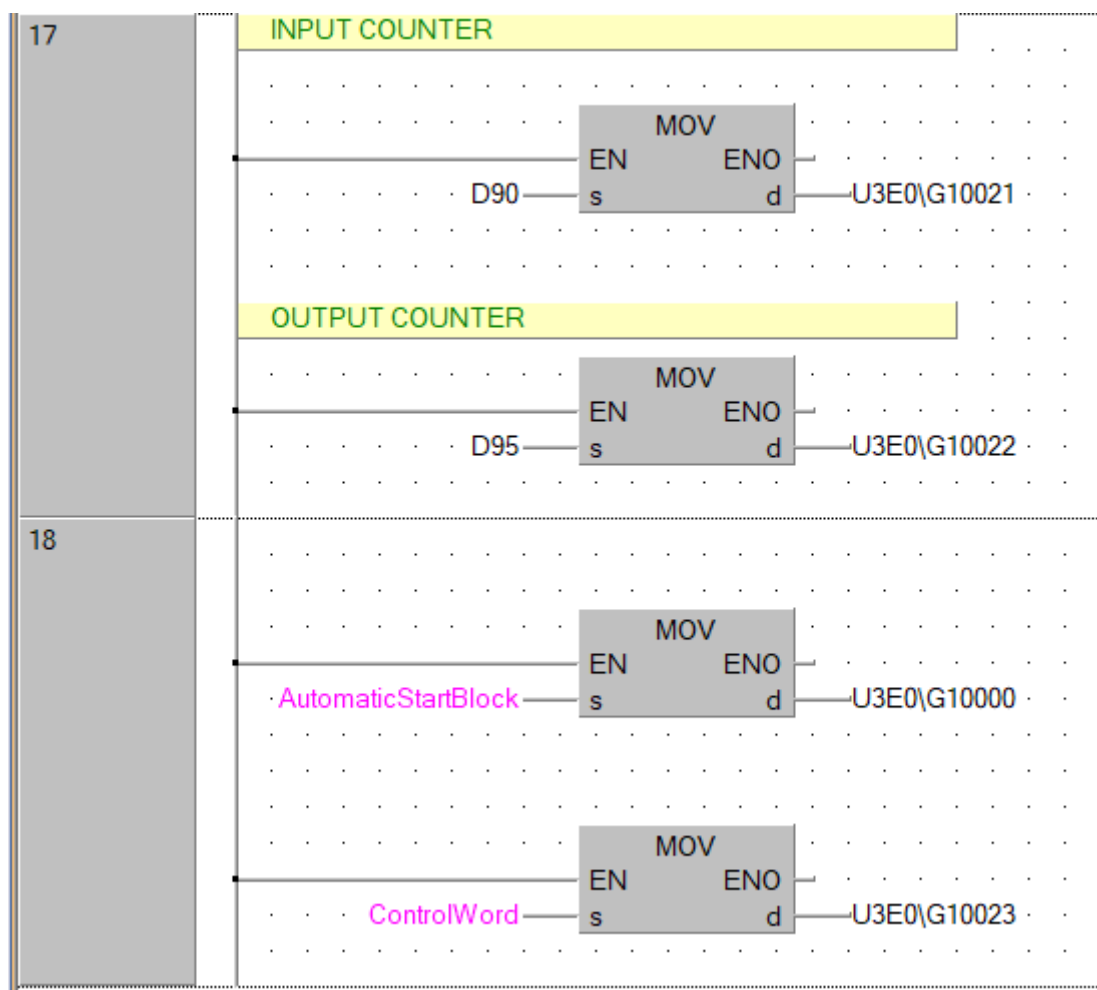 17
INPUT COUNTER
MOV
EN ENO
D90 s d U3E0\G10021
OUTPUT COUNTER
MOV
EN ENO
D95 s d U3E0\G10022
18
MOV
EN ENO
AutomaticStartBlock s d U3E0\G10000
MOV
EN ENO
ControlWord s d U3E0\G10023